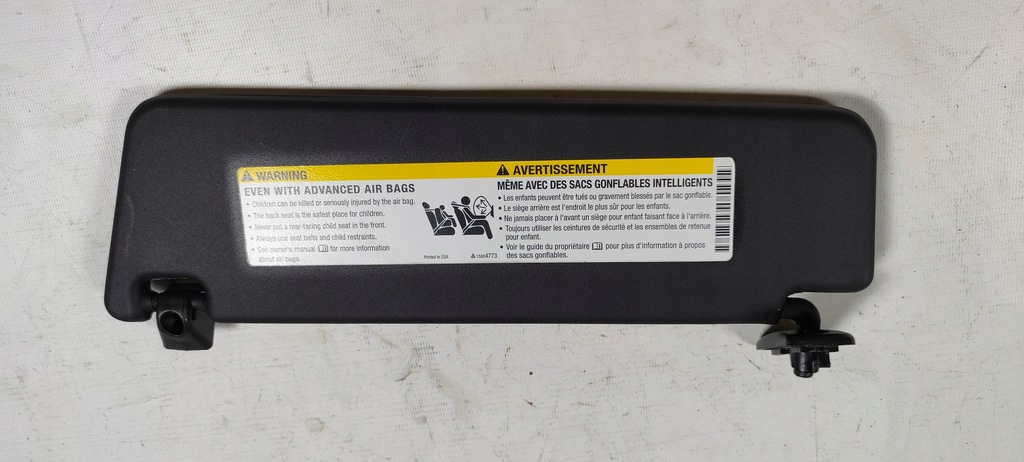 WARNING
EVEN WITH ADVANCED AIR BAGS
• Children can be killed or seriously injured by the air bag.
• The back seat is the safest place for children.
• Never put a rear-facing child seat in the front.
• Always use seat belts and child restraints.
• See owner's manual for more information
about air bags.
Printed in USA
AVERTISSEMENT
MÊME AVEC DES SACS GONFLABLES INTELLIGENTS
• Les enfants peuvent être tués ou gravement blessés par le sac gonflable.
• Le siège arrière est l'endroit le plus sûr pour les enfants.
• Ne jamais placer à l'avant un siège pour enfant faisant face à l'arrière.
• Toujours utiliser les ceintures de sécurité et les ensembles de retenue
pour enfant.
• Voir le guide du propriétaire pour plus d'information à propos
des sacs gonflables.